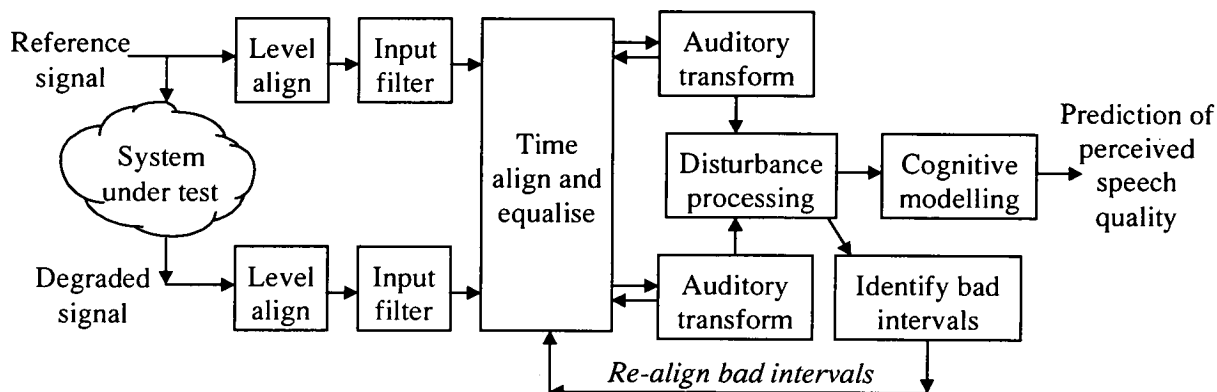 Reference
signal
Level
align
Input
filter
Auditory
transform
System
under test
Time
align and
equalise
Disturbance
processing
Cognitive
modelling
Prediction of
perceived
speech
quality
Degraded
signal
Level
align
Input
filter
Auditory
transform
Identify bad
intervals
Re-align bad intervals